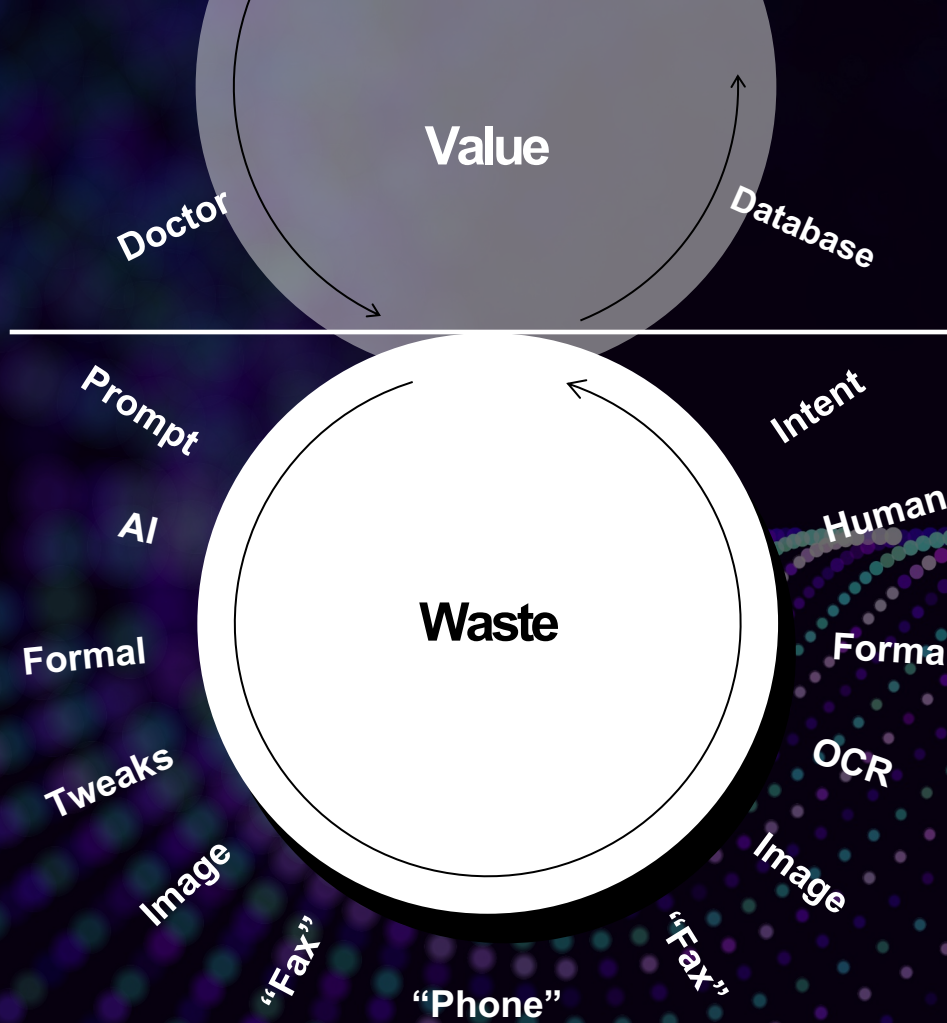 Value
Doctor
Database
Prompt
Intent
AI
Human
Waste
Formal
Forma
Tweaks
OCR
Image
Image
“Fax”
“Fax”
“Phone”